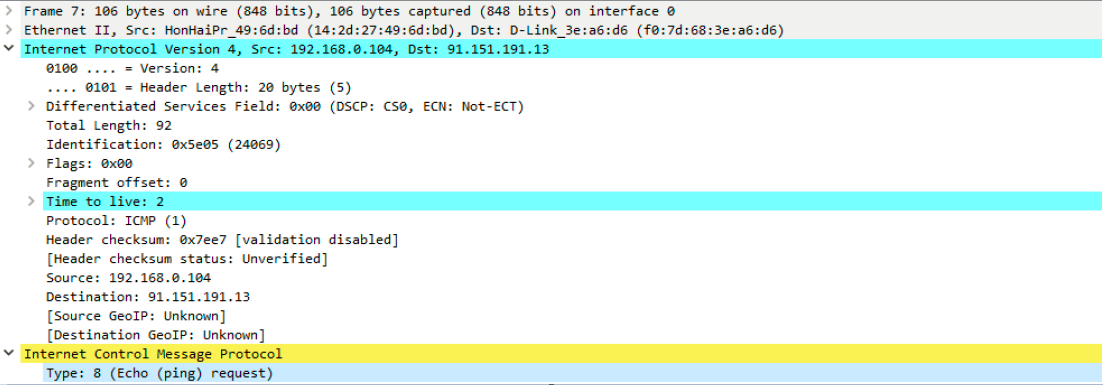 Frame 7: 106 bytes on wire (848 bits), 106 bytes captured (848 bits) on interface 0
Ethernet II, Src: HonHaiPr_49:6d:bd (14:2d:27:49:6d:bd), Dst: D-Link_3e:a6:d6 (f0:7d:68:3e:a6:d6)
Internet Protocol Version 4, Src: 192.168.0.104, Dst: 91.151.191.13
0100 .... = Version: 4
.... 0101 = Header Length: 20 bytes (5)
Differentiated Services Field: 0x00 (DSCP: CS0, ECN: Not-ECT)
Total Length: 92
Identification: 0x5e05 (24069)
Flags: 0x00
Fragment offset: 0
Time to live: 2
Protocol: ICMP (1)
Header checksum: 0x7ee7 [validation disabled]
[Header checksum status: Unverified]
Source: 192.168.0.104
Destination: 91.151.191.13
[Source GeoIP: Unknown]
[Destination GeoIP: Unknown]
Internet Control Message Protocol
Type: 8 (Echo (ping) request)